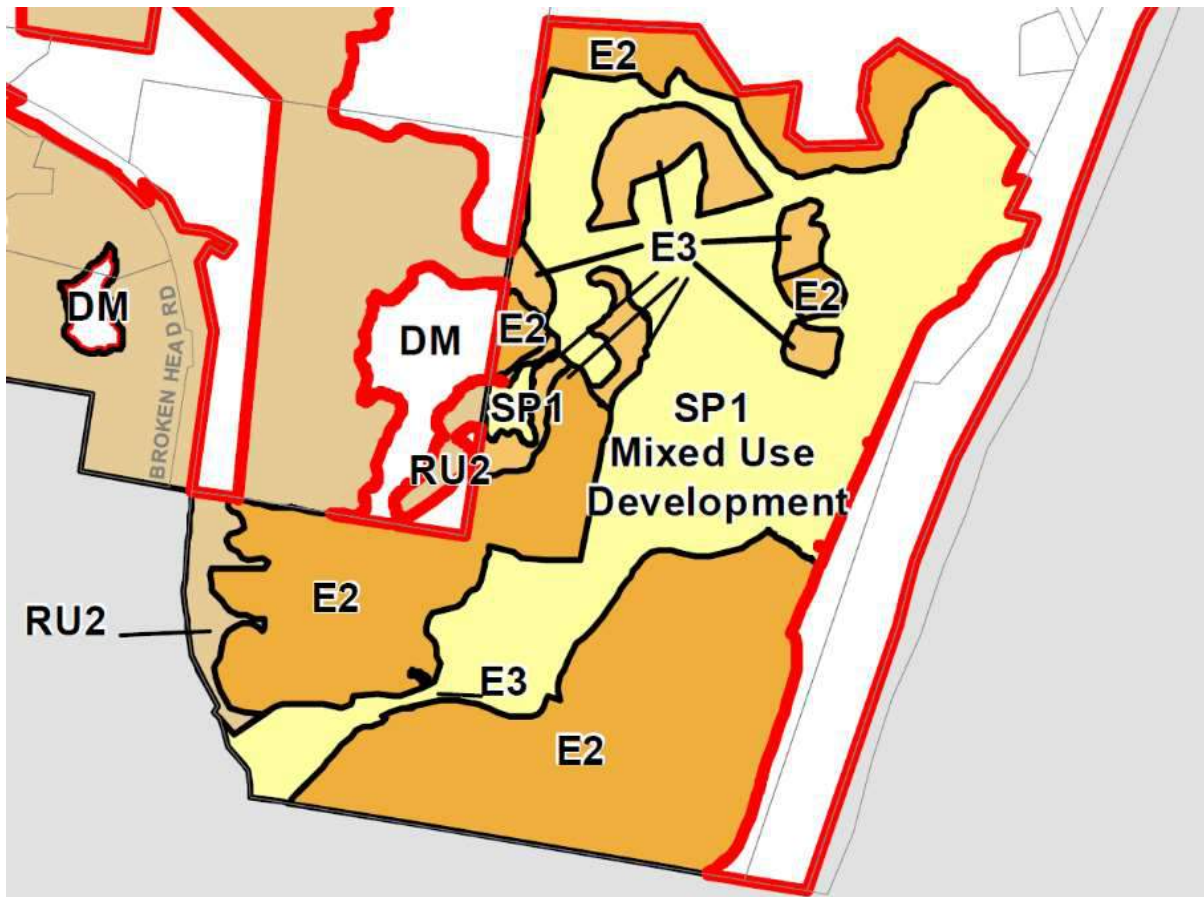 E2
E3
E2
DM
E2
DM
SP1
SP1
Mixed Use
Development
BROKEN HEAD RD
RU2
E2
RU2
E3
E2